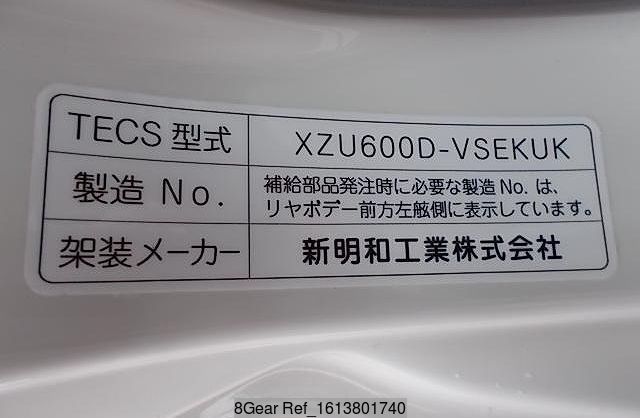 TECS 型式 XZU600D-VSEKUK
製造 No. 補給部品発注時に必要な製造 No. は、
リヤボデー前方左舷側に表示しています。
架装メーカー 新明和工業株式会社
8Gear Ref_1613801740